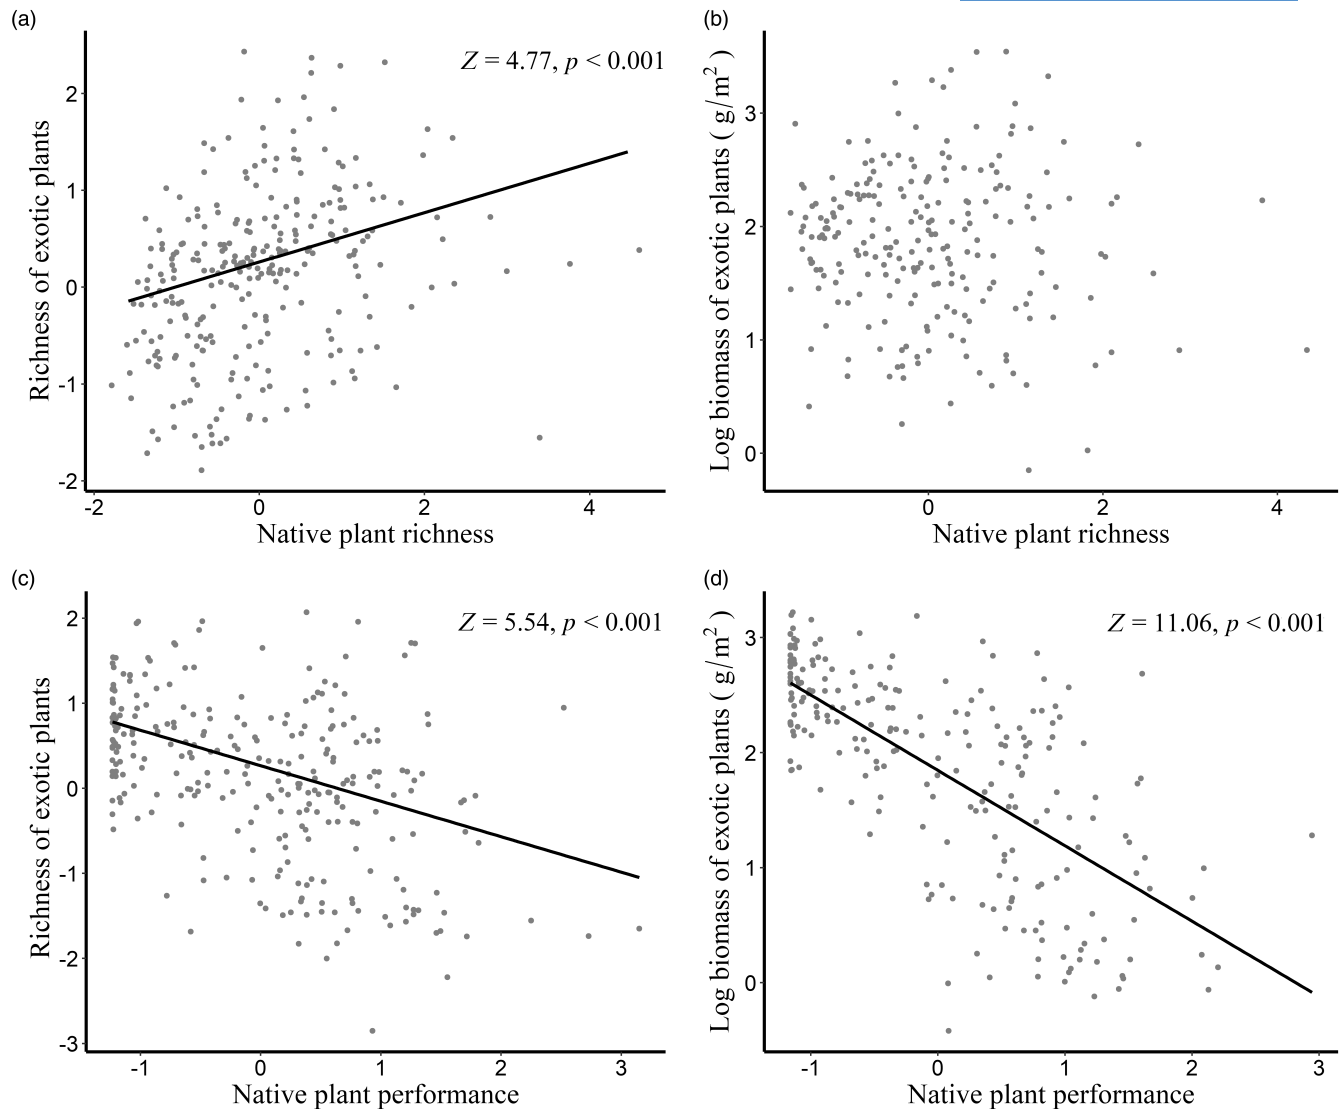 (a)
Z = 4.77, p < 0.001
Richness of exotic plants
2
1
0
-1
-2
-2 0 2 4
Native plant richness
(b)
Log biomass of exotic plants ( g/m² )
3
2
1
0
0 2 4
Native plant richness
(c)
Z = 5.54, p < 0.001
Richness of exotic plants
2
1
0
-1
-2
-3
-1 0 1 2 3
Native plant performance
(d)
Z = 11.06, p < 0.001
Log biomass of exotic plants ( g/m² )
3
2
1
0
-1 0 1 2 3
Native plant performance